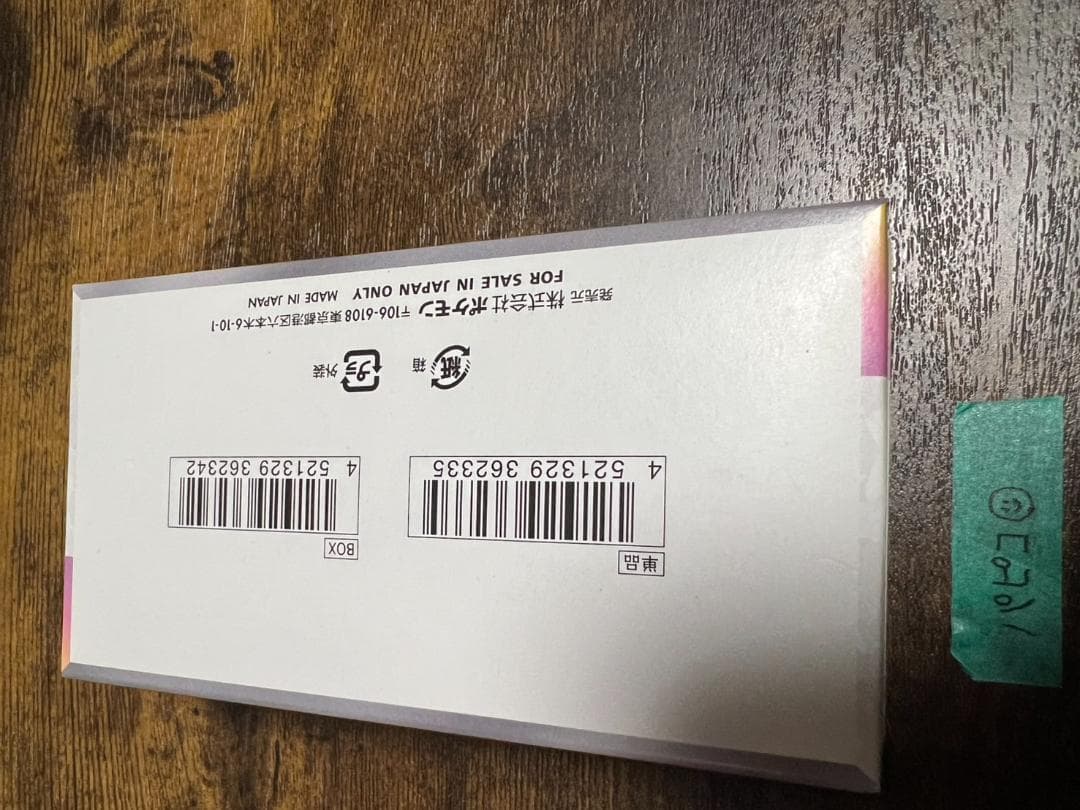 単品
4 521329 362335
BOX
4 521329 362342
紙 箱
プラ 外装
発売元 株式会社 ポケモン 〒106-6108 東京都港区六本木6-10-1
FOR SALE IN JAPAN ONLY MADE IN JAPAN